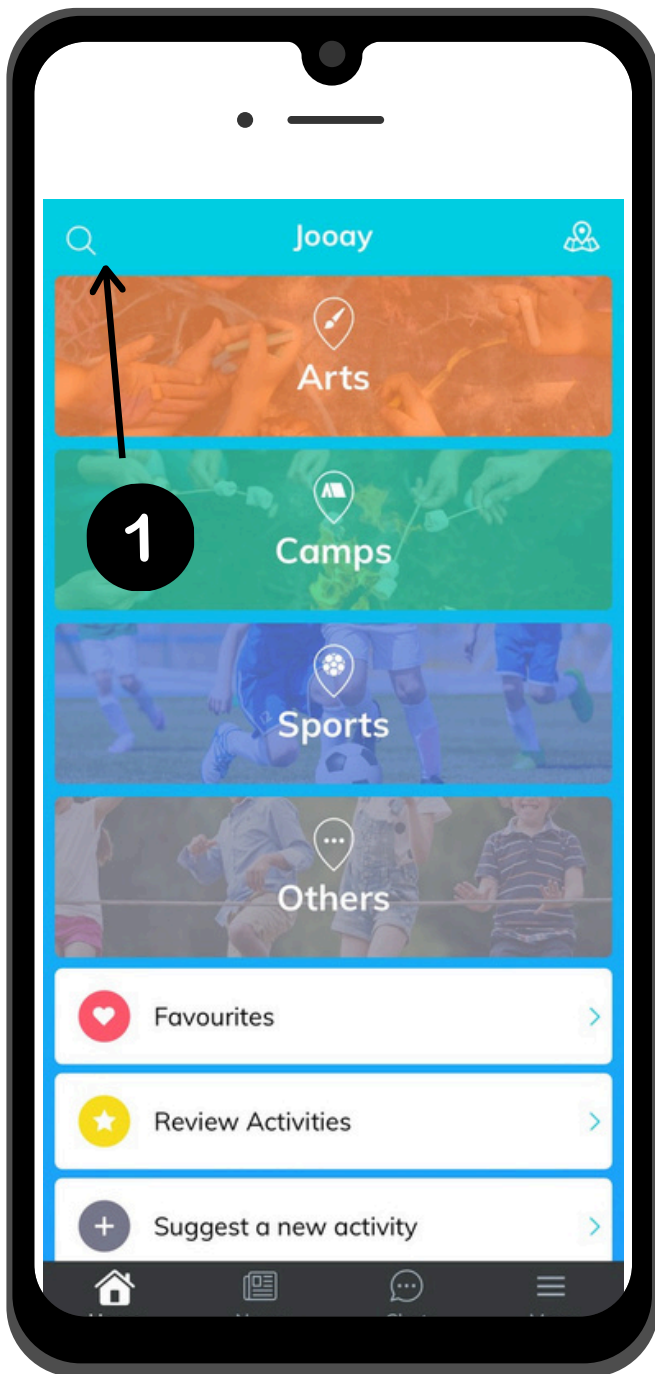 Jooay
Arts
1
Camps
Sports
Others
Favourites
Review Activities
Suggest a new activity